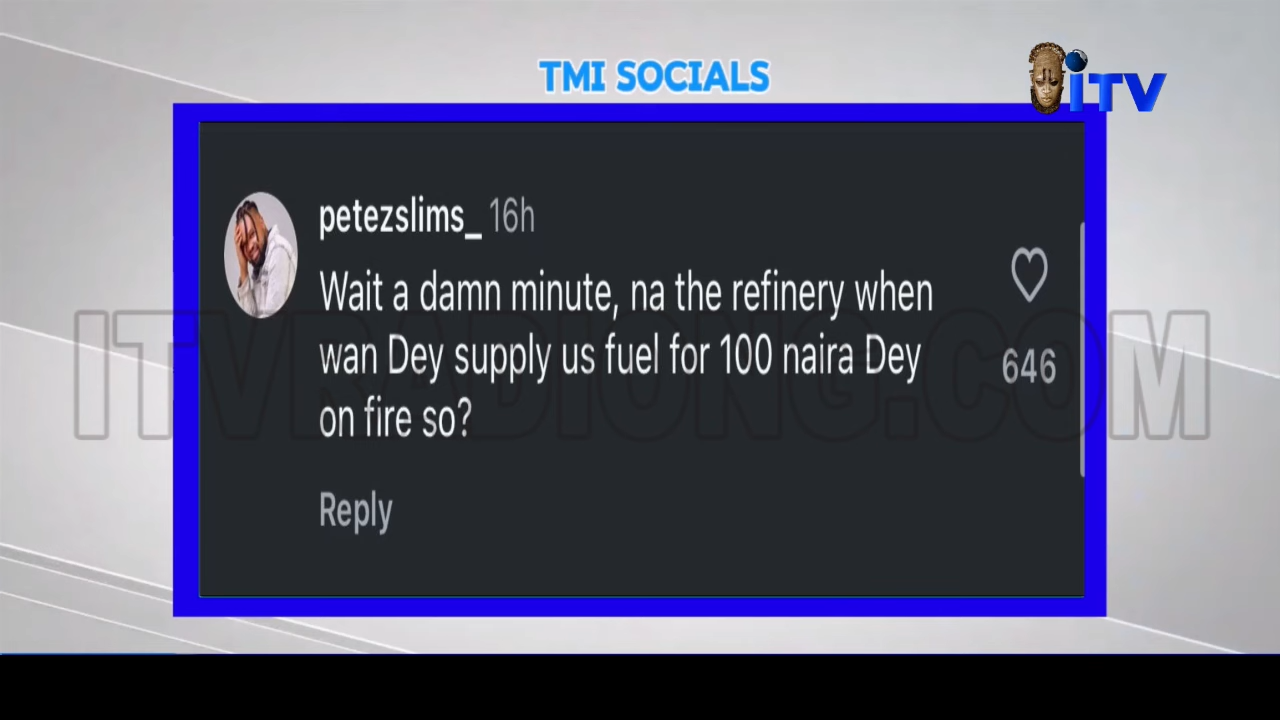 TMI SOCIALS
iTV
petezslims_ 16h
Wait a damn minute, na the refinery when
wan Dey supply us fuel for 100 naira Dey
on fire so?
646
Reply
ITVRADIONG.COM